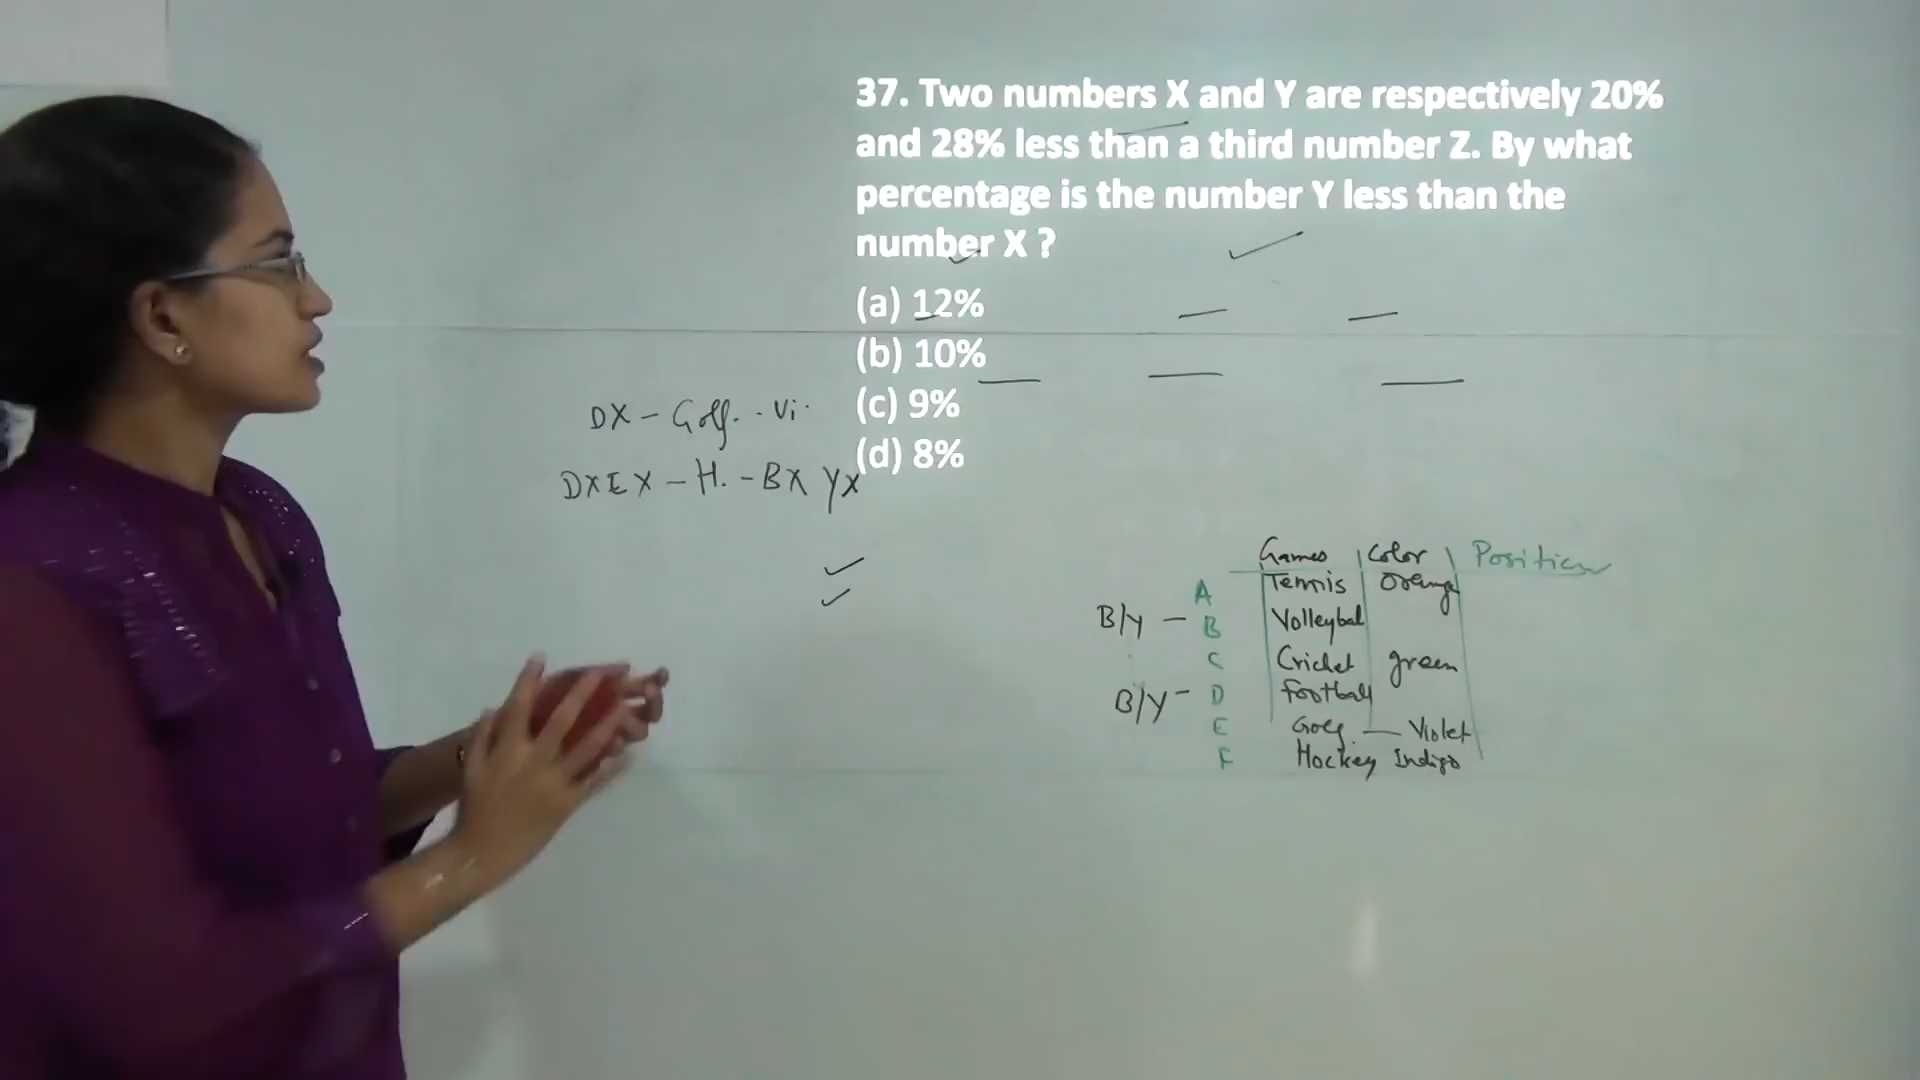 37. Two numbers X and Y are respectively 20%
and 28% less than a third number Z. By what
percentage is the number Y less than the
number X ?
(a) 12%
(b) 10%
(c) 9%
(d) 8%
DX - Golf. - Vi.
DXEX - H. - BX YX
Games | Color | Position
A Tennis Orange
B/Y - B Volleybal
C Cricket green
B/Y - D Football
E Golf — Violet
F Hockey Indigo